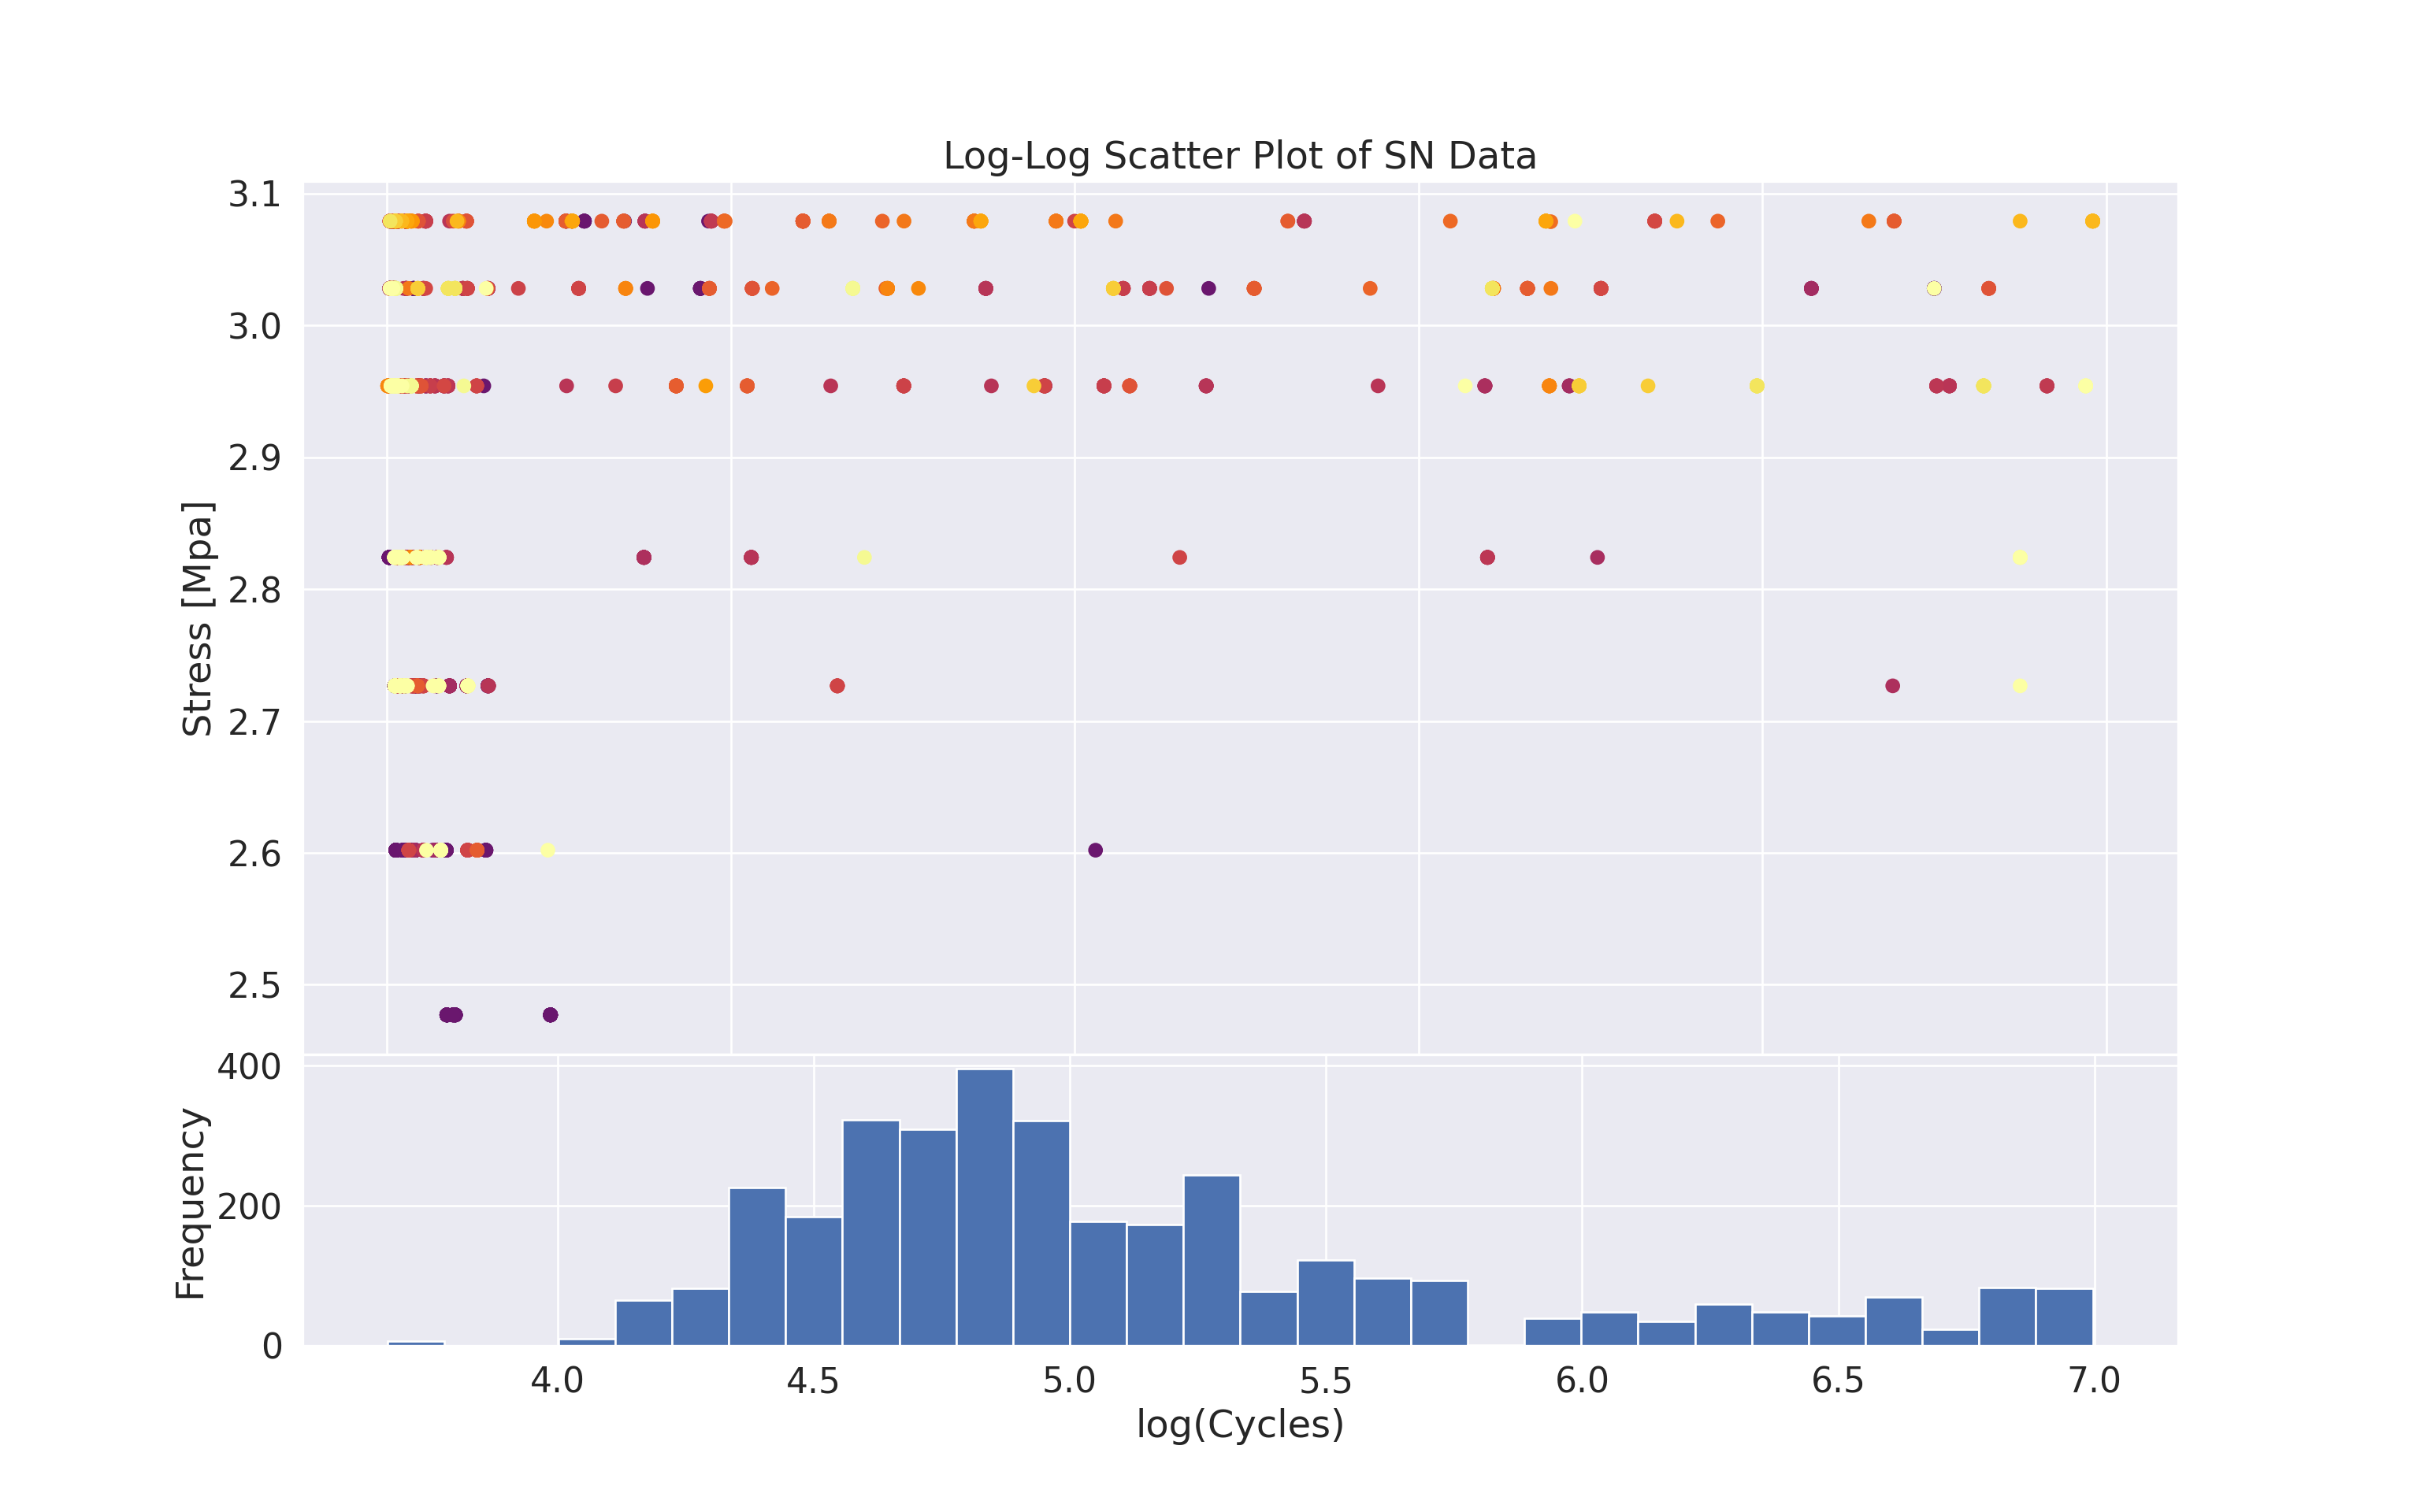 Log-Log Scatter Plot of SN Data
3.1
3.0
2.9
2.8
2.7
2.6
2.5
Stress [Mpa]
400
200
0
Frequency
4.0 4.5 5.0 5.5 6.0 6.5 7.0
log(Cycles)